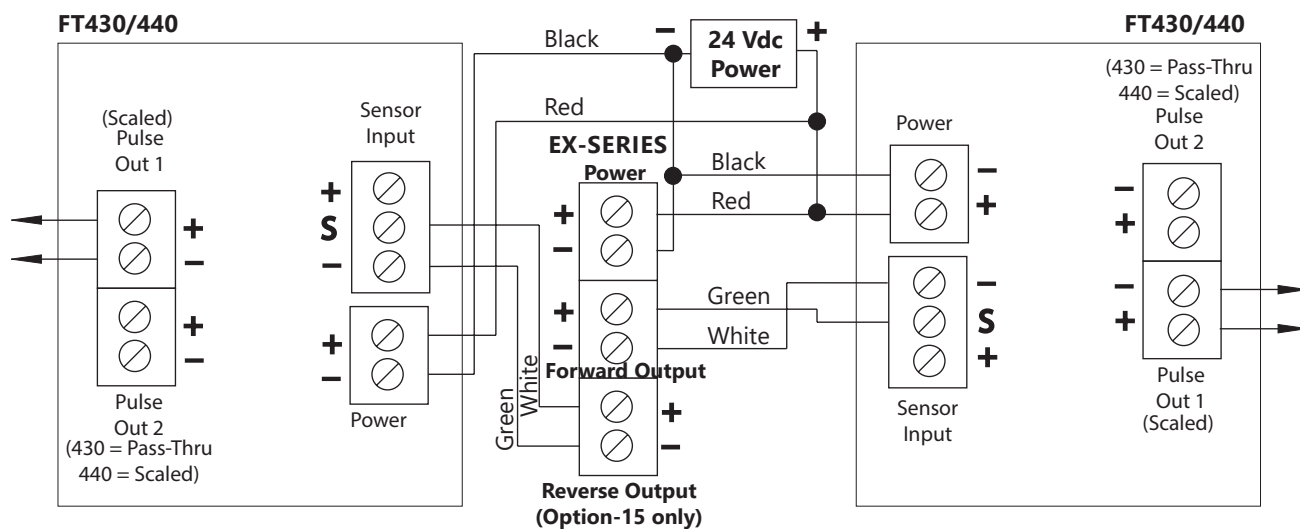 FT430/440
(Scaled)
Pulse
Out 1
+
−
+
−
Pulse
Out 2
(430 = Pass-Thru
440 = Scaled)
Sensor
Input
+
S
−
+
−
Power
Black
Red
−
24 Vdc
Power
+
EX-SERIES
Power
+
−
+
−
Forward Output
+
−
Reverse Output
(Option-15 only)
Green
White
Black
Red
Green
White
FT430/440
(430 = Pass-Thru
440 = Scaled)
Pulse
Out 2
−
+
−
+
Pulse
Out 1
(Scaled)
Power
−
+
−
S
+
Sensor
Input